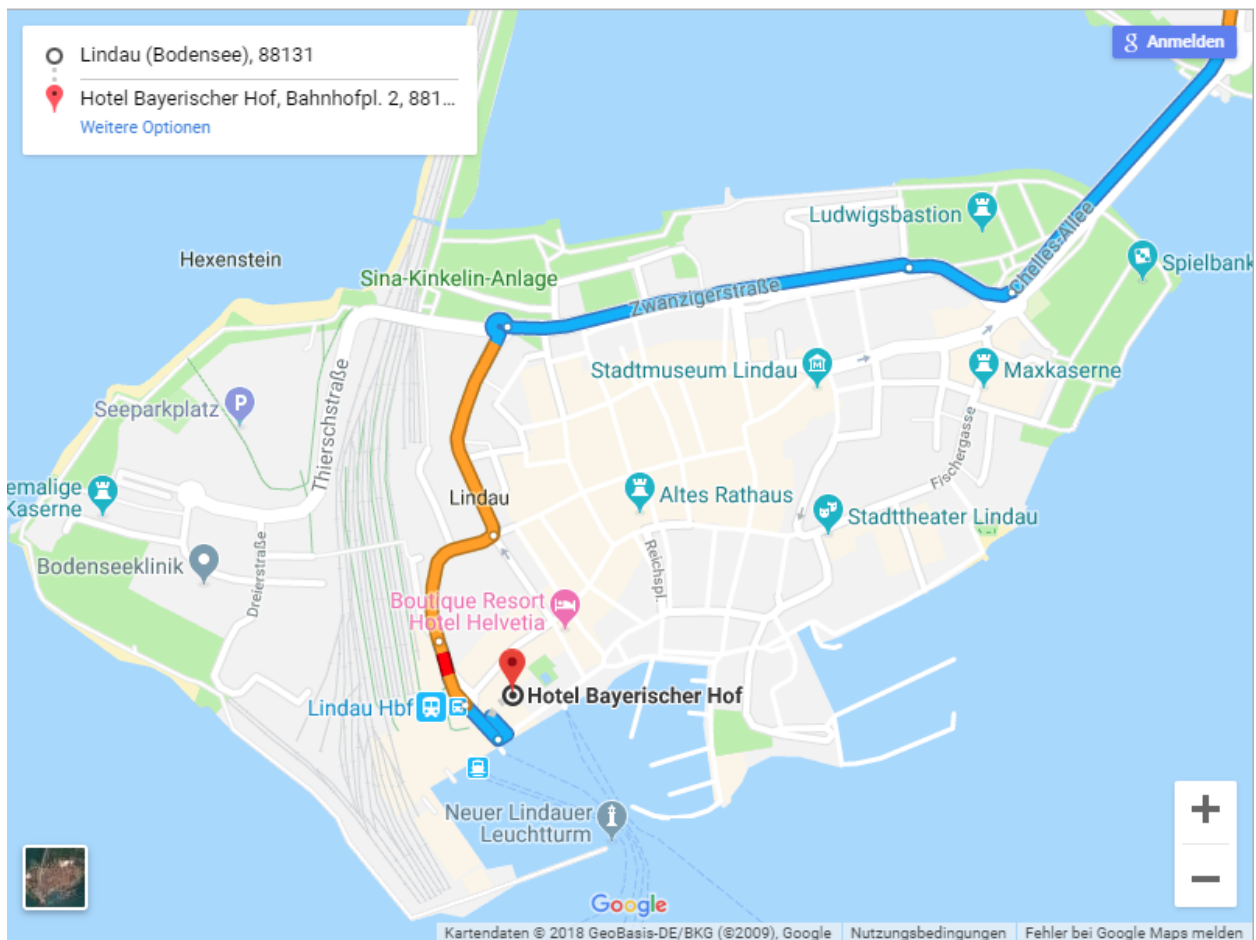 Lindau (Bodensee), 88131
Hotel Bayerischer Hof, Bahnhofpl. 2, 881...
Weitere Optionen
Anmelden
Ludwigsbastion
Chelles-Allee
Hexenstein
Spielbank
Sina-Kinkelin-Anlage
Zwanzigerstraße
Stadtmuseum Lindau
M
Maxkaserne
Seeparkplatz
P
Thierschstraße
Fischergasse
emalige
Kaserne
Lindau
Altes Rathaus
Stadttheater Lindau
Bodenseeklinik
Dreierstraße
Reichspl.
Boutique Resort
Hotel Helvetia
Hotel Bayerischer Hof
Lindau Hbf
Neuer Lindauer
Leuchtturm
+
−
Google
Kartendaten © 2018 GeoBasis-DE/BKG (©2009), Google
Nutzungsbedingungen
Fehler bei Google Maps melden